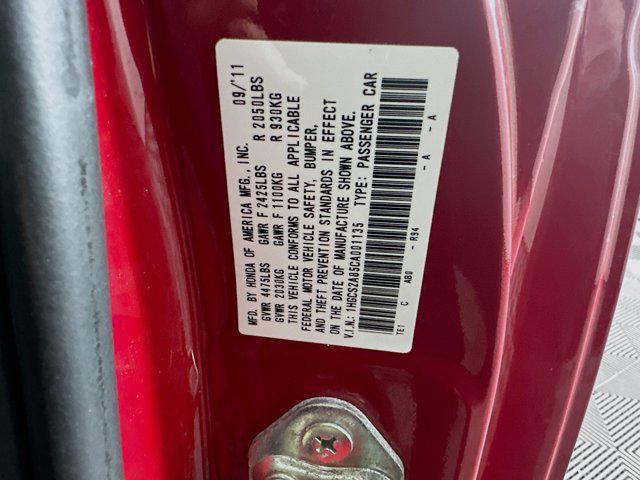 MFD. BY HONDA OF AMERICA MFG., INC. 09/'11
GVWR 4475LBS GAWR F 2425LBS R 2050LBS
GVWR 2030KG GAWR F 1100KG R 930KG
THIS VEHICLE CONFORMS TO ALL APPLICABLE
FEDERAL MOTOR VEHICLE SAFETY, BUMPER,
AND THEFT PREVENTION STANDARDS IN EFFECT
ON THE DATE OF MANUFACTURE SHOWN ABOVE.
V.I.N.: 1HGCS2A85CA001135 TYPE: PASSENGER CAR
TE1 C AB0 - R94 - A - A